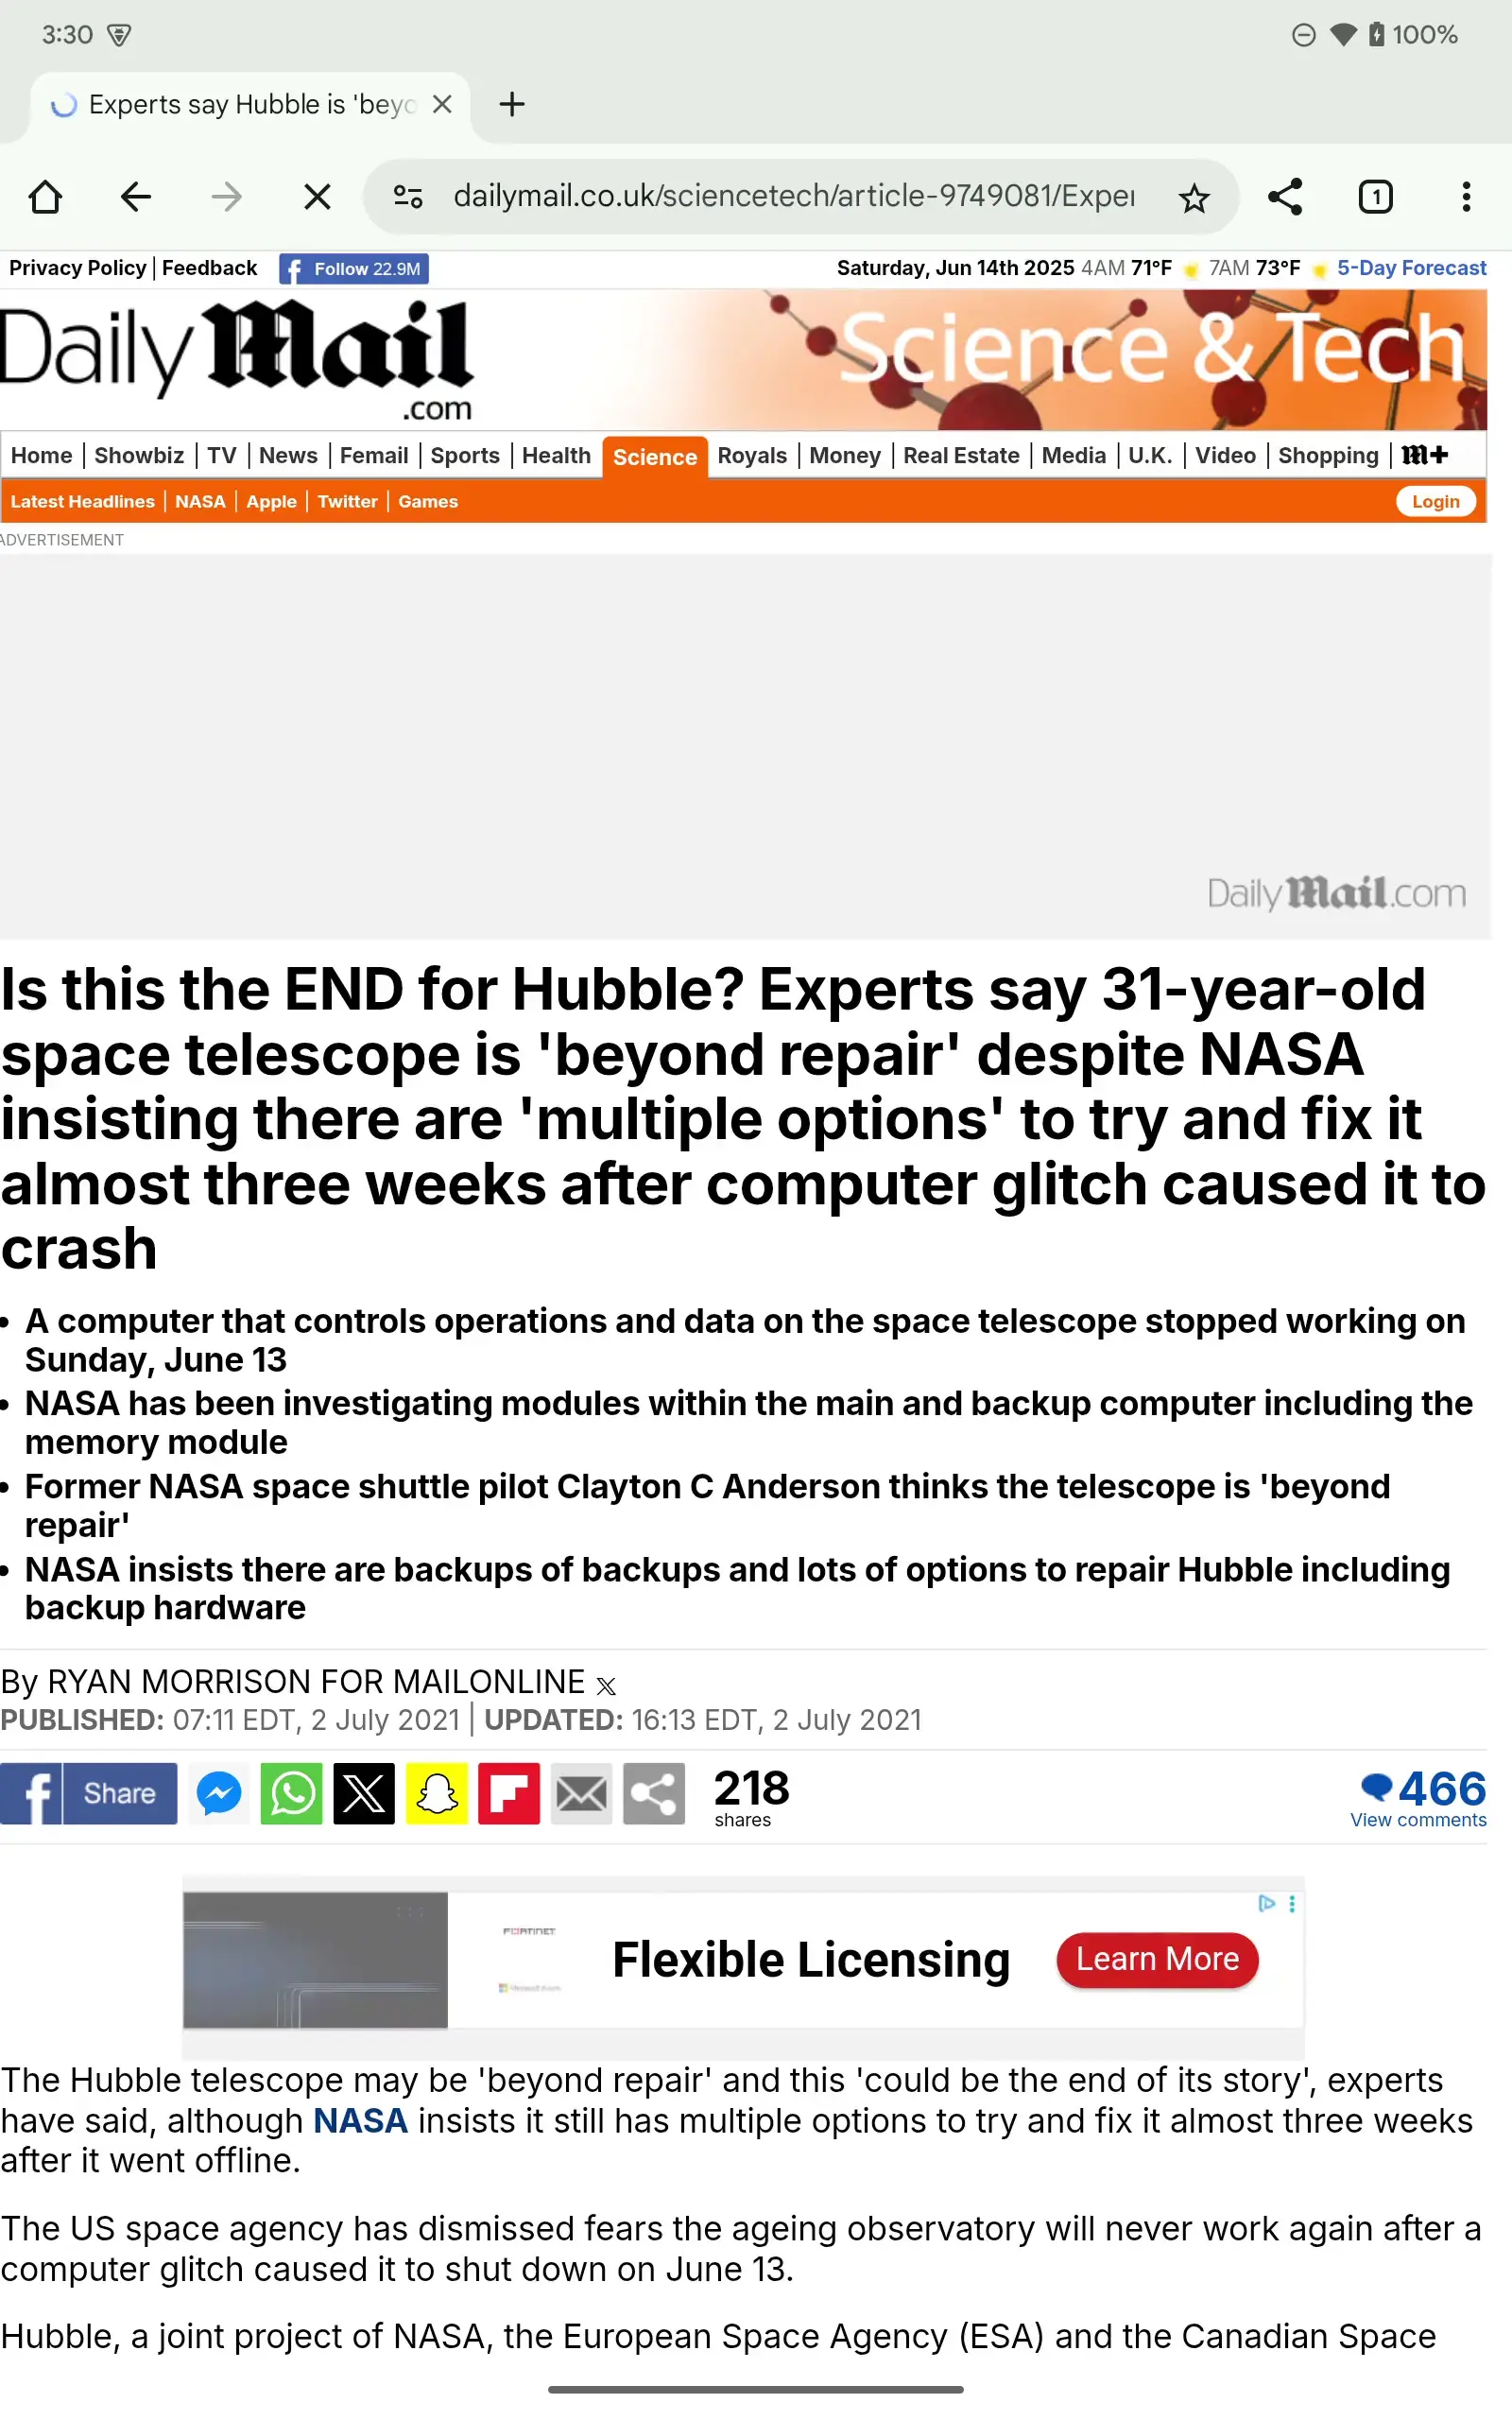 3:30
100%
Experts say Hubble is 'beyo
dailymail.co.uk/sciencetech/article-9749081/Exper
1
Privacy Policy | Feedback
Follow 22.9M
Saturday, Jun 14th 2025 4AM 71°F 7AM 73°F 5-Day Forecast
Daily Mail
.com
Science & Tech
Home | Showbiz | TV | News | Femail | Sports | Health | Science | Royals | Money | Real Estate | Media | U.K. | Video | Shopping | m+
Latest Headlines | NASA | Apple | Twitter | Games
Login
ADVERTISEMENT
Daily Mail.com
Is this the END for Hubble? Experts say 31-year-old
space telescope is 'beyond repair' despite NASA
insisting there are 'multiple options' to try and fix it
almost three weeks after computer glitch caused it to
crash
• A computer that controls operations and data on the space telescope stopped working on
Sunday, June 13
• NASA has been investigating modules within the main and backup computer including the
memory module
• Former NASA space shuttle pilot Clayton C Anderson thinks the telescope is 'beyond
repair'
• NASA insists there are backups of backups and lots of options to repair Hubble including
backup hardware
By RYAN MORRISON FOR MAILONLINE
PUBLISHED: 07:11 EDT, 2 July 2021 | UPDATED: 16:13 EDT, 2 July 2021
Share
218
shares
466
View comments
FORTINET
Flexible Licensing
Learn More
The Hubble telescope may be 'beyond repair' and this 'could be the end of its story', experts
have said, although NASA insists it still has multiple options to try and fix it almost three weeks
after it went offline.
The US space agency has dismissed fears the ageing observatory will never work again after a
computer glitch caused it to shut down on June 13.
Hubble, a joint project of NASA, the European Space Agency (ESA) and the Canadian Space